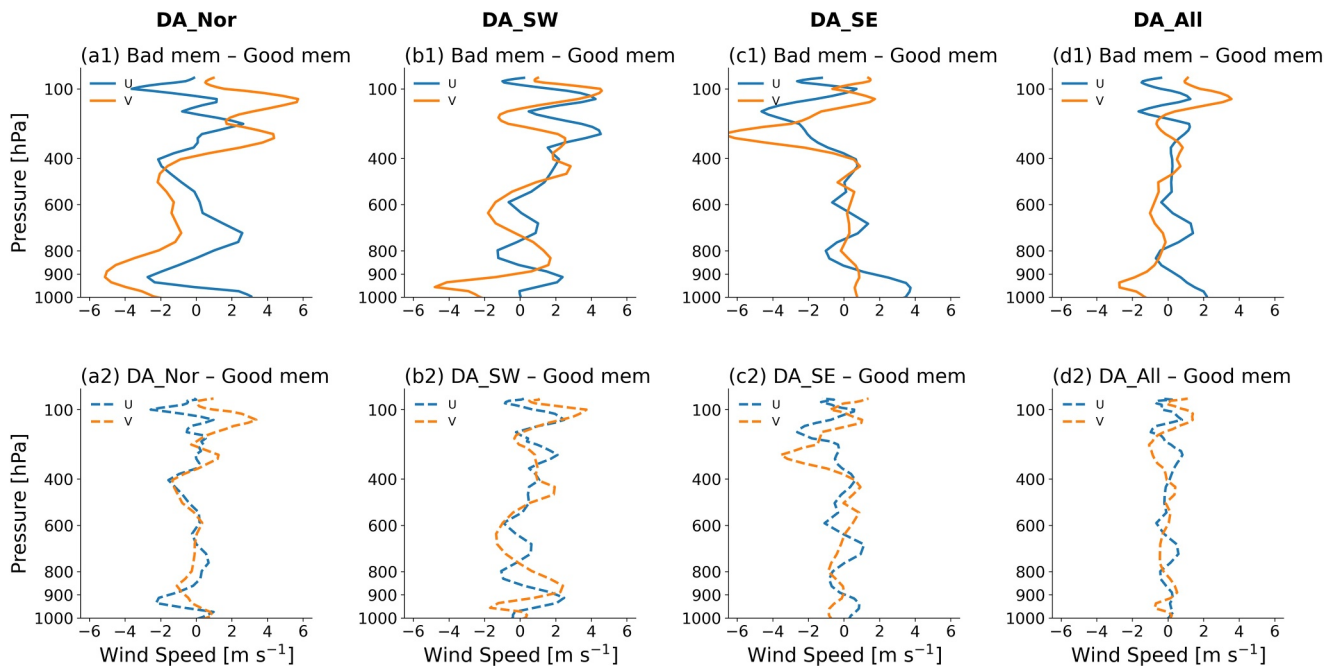 DA_Nor DA_SW DA_SE DA_All
(a1) Bad mem – Good mem (b1) Bad mem – Good mem (c1) Bad mem – Good mem (d1) Bad mem – Good mem
U U U U
V V V V
100 100 100 100
400 400 400 400
600 600 600 600
800 800 800 800
900 900 900 900
1000 1000 1000 1000
Pressure [hPa]
−6 −4 −2 0 2 4 6 −6 −4 −2 0 2 4 6 −6 −4 −2 0 2 4 6 −6 −4 −2 0 2 4 6
(a2) DA_Nor – Good mem (b2) DA_SW – Good mem (c2) DA_SE – Good mem (d2) DA_All – Good mem
U U U U
V V V V
100 100 100 100
400 400 400 400
600 600 600 600
800 800 800 800
900 900 900 900
1000 1000 1000 1000
Pressure [hPa]
−6 −4 −2 0 2 4 6 −6 −4 −2 0 2 4 6 −6 −4 −2 0 2 4 6 −6 −4 −2 0 2 4 6
Wind Speed [m s⁻¹] Wind Speed [m s⁻¹] Wind Speed [m s⁻¹] Wind Speed [m s⁻¹]